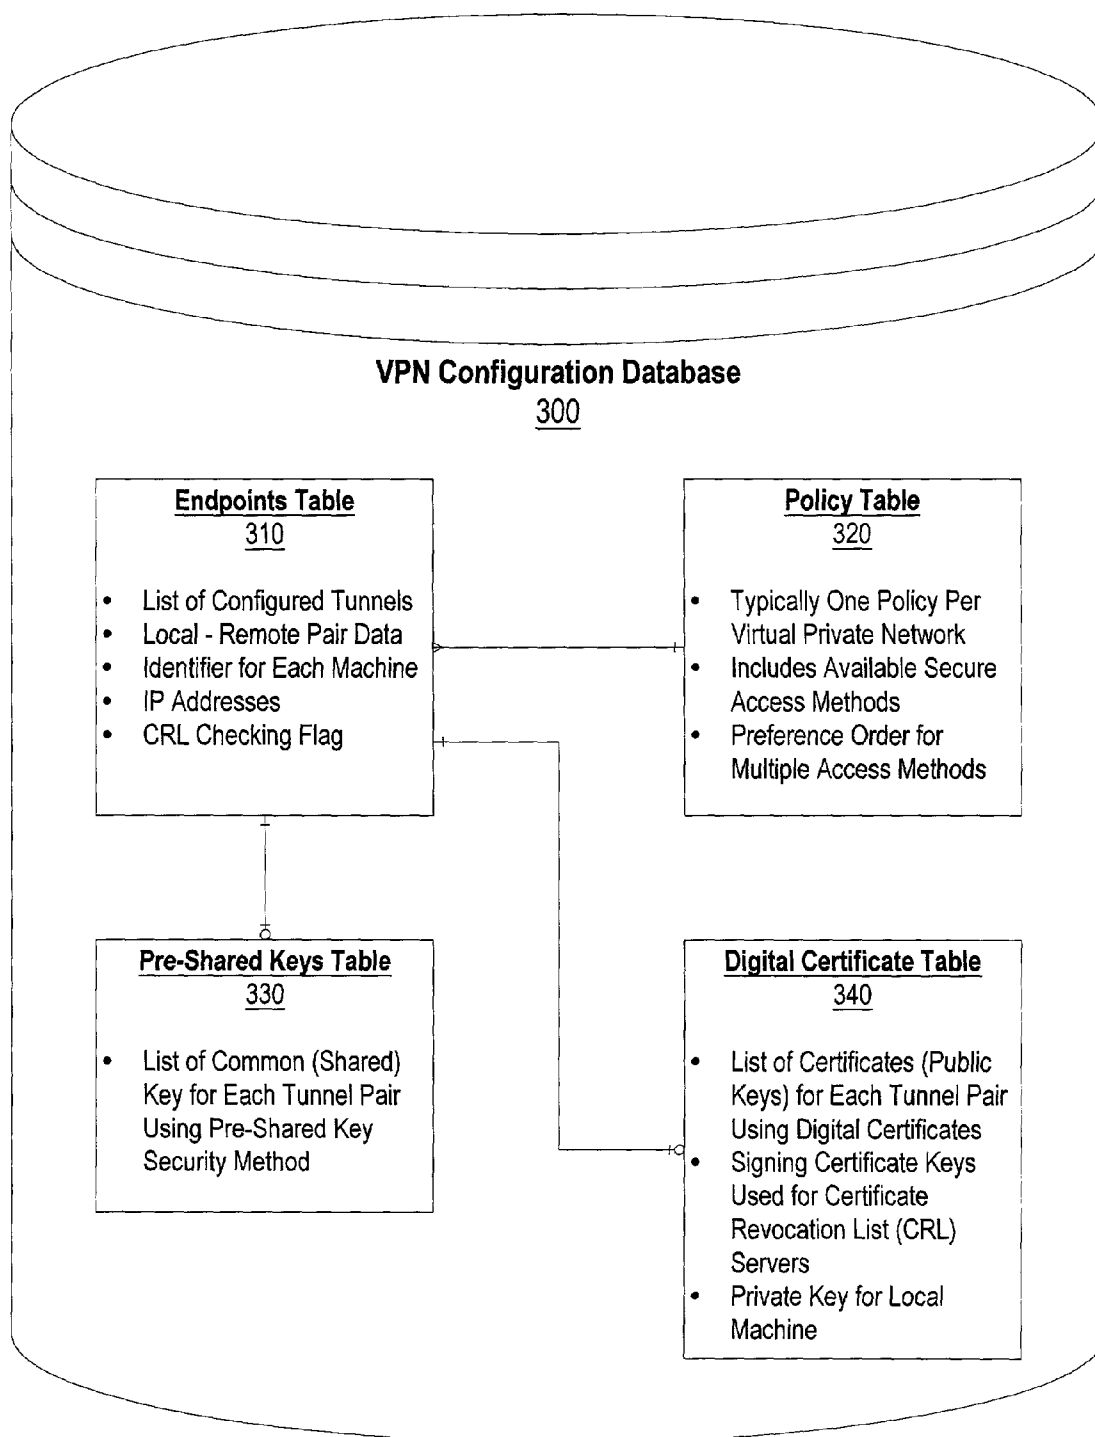 VPN Configuration Database
300
Endpoints Table
310
• List of Configured Tunnels
• Local - Remote Pair Data
• Identifier for Each Machine
• IP Addresses
• CRL Checking Flag
Policy Table
320
• Typically One Policy Per
Virtual Private Network
• Includes Available Secure
Access Methods
• Preference Order for
Multiple Access Methods
Pre-Shared Keys Table
330
• List of Common (Shared)
Key for Each Tunnel Pair
Using Pre-Shared Key
Security Method
Digital Certificate Table
340
• List of Certificates (Public
Keys) for Each Tunnel Pair
Using Digital Certificates
• Signing Certificate Keys
Used for Certificate
Revocation List (CRL)
Servers
• Private Key for Local
Machine